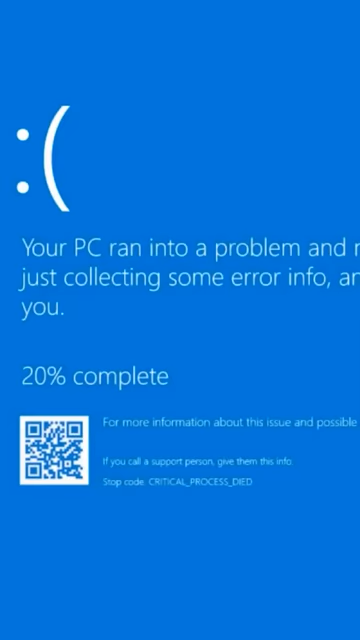 :(
Your PC ran into a problem and
just collecting some error info,
you.
20% complete
For more information about this issue and possible
If you call a support person, give them this info:
Stop code: CRITICAL_PROCESS_DIED